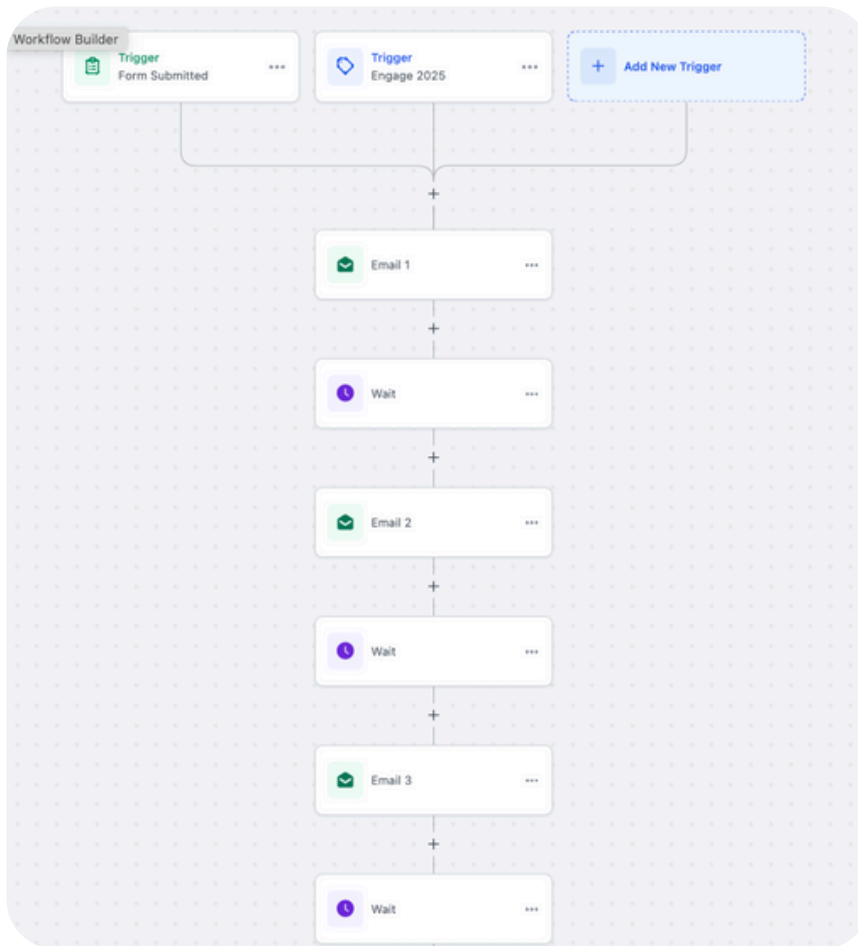 Workflow Builder
Trigger
Form Submitted
Trigger
Engage 2025
Add New Trigger
Email 1
Wait
Email 2
Wait
Email 3
Wait